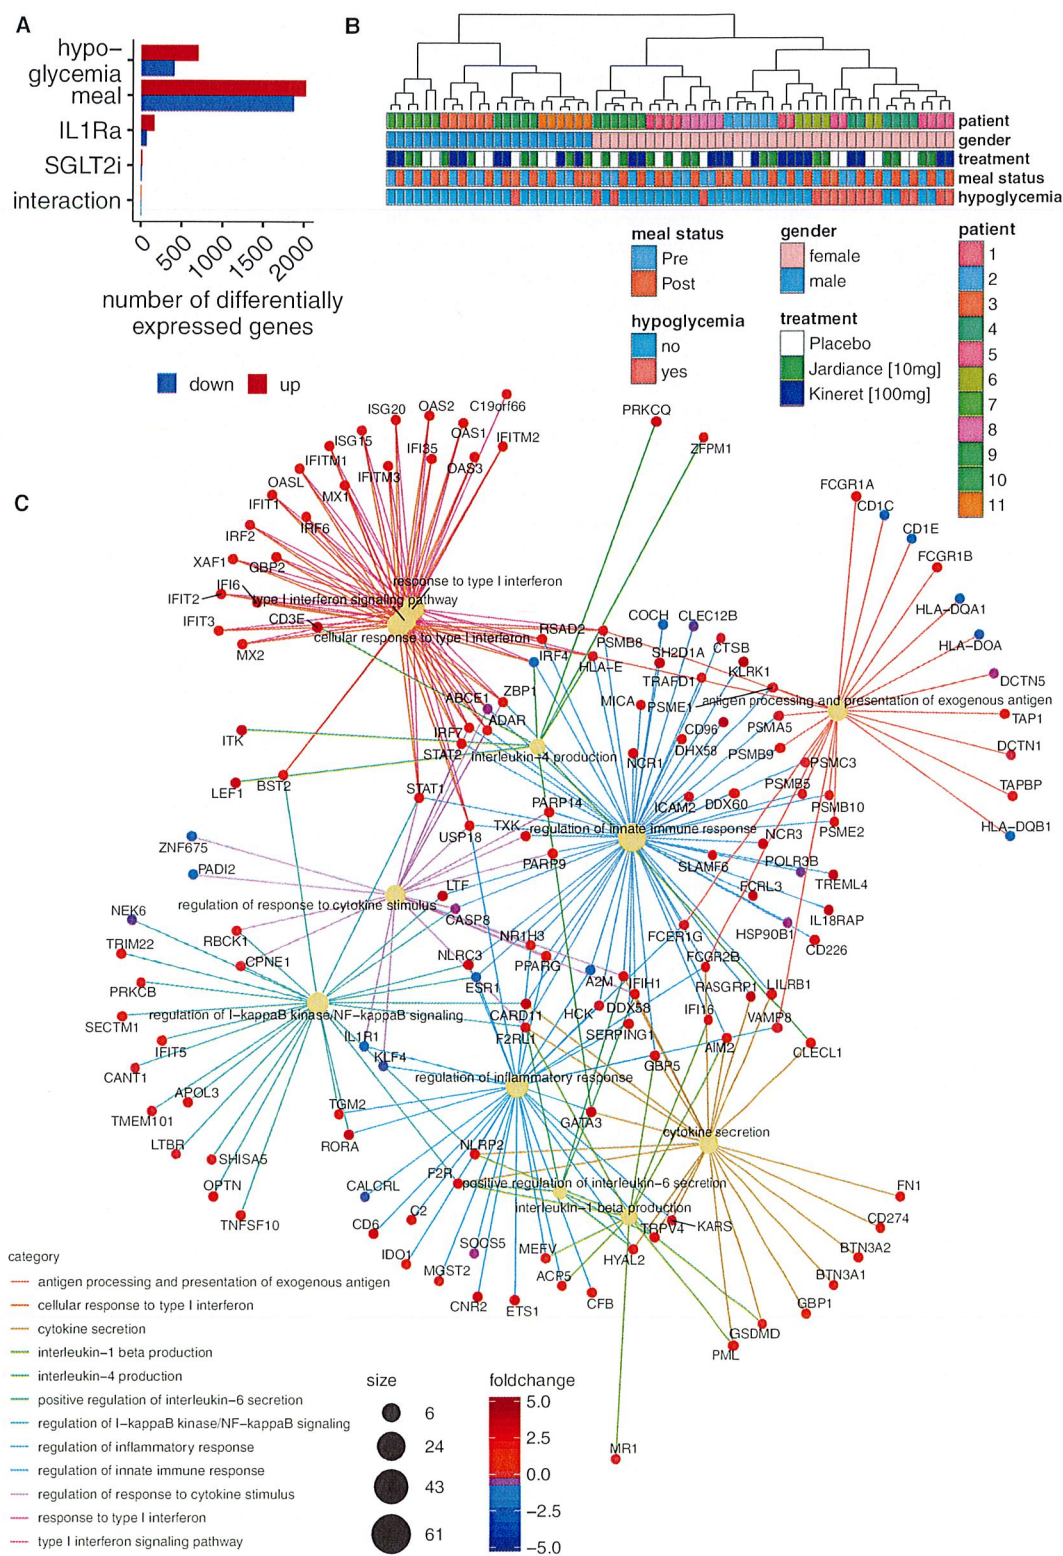 A
hypo-
glycemia
meal
IL1Ra
SGLT2i
interaction
0
500
1000
1500
2000
number of differentially
expressed genes
down
up
B
patient
gender
treatment
meal status
hypoglycemia
meal status
Pre
Post
hypoglycemia
no
yes
gender
female
male
treatment
Placebo
Jardiance [10mg]
Kineret [100mg]
patient
1
2
3
4
5
6
7
8
9
10
11
C
ISG20
OAS2
C19orf66
ISG15
OAS1
IFITM2
IFITM1
IFI35
OASL
IFITM3
OAS3
IFIT1
MX1
IRF2
IRF6
XAF1
GBP2
IFI6
IFIT2
response to type I interferon
type I interferon signaling pathway
IFIT3
CD3E
cellular response to type I interferon
MX2
PRKCQ
ZFPM1
FCGR1A
CD1C
CD1E
FCGR1B
HLA-DQA1
HLA-DOA
DCTN5
TAP1
DCTN1
TAPBP
HLA-DQB1
antigen processing and presentation of exogenous antigen
RSAD2
COCH
CLEC12B
PSMB8
CTSB
IRF4
HLA-E
SH2D1A
KLRK1
TRAFD1
ABCE1
ZBP1
MICA
PSME1
ADAR
CD96
PSMA5
IRF7
STAT2
interleukin-4 production
DHX58
PSMB9
NCR1
PSMC3
ITK
LEF1
BST2
STAT1
PARP14
ICAM2
DDX60
PSMB5
PSMB10
USP18
TXK
regulation of innate immune response
NCR3
PSME2
ZNF675
PARP9
SLAMF6
POLR3B
PADI2
LTF
FCRL3
TREML4
regulation of response to cytokine stimulus
CASP8
NEK6
RBCK1
FCER1G
HSP90B1
IL18RAP
CD226
TRIM22
CPNE1
NLRC3
NR1H3
PPARG
FCGR2B
ESR1
A2M
IFIH1
RASGRP1
LILRB1
PRKCB
SECTM1
regulation of I-kappaB kinase/NF-kappaB signaling
CARD11
HCK
DDX58
IFI16
VAMP8
IFIT5
IL1R1
F2RL1
SERPING1
AIM2
CLECL1
CANT1
KLF4
GBP5
regulation of inflammatory response
APOL3
TMEM101
TGM2
GATA3
cytokine secretion
LTBR
RORA
SHISA5
NLRP2
OPTN
CALCRL
F2R
positive regulation of interleukin-6 secretion
FN1
TNFSF10
C2
interleukin-1 beta production
CD6
TRPV4
KARS
CD274
IDO1
SOCS5
MEFV
HYAL2
BTN3A2
MGST2
ACP5
BTN3A1
CNR2
ETS1
CFB
GBP1
GSDMD
PML
MR1
category
antigen processing and presentation of exogenous antigen
cellular response to type I interferon
cytokine secretion
interleukin-1 beta production
interleukin-4 production
positive regulation of interleukin-6 secretion
regulation of I-kappaB kinase/NF-kappaB signaling
regulation of inflammatory response
regulation of innate immune response
regulation of response to cytokine stimulus
response to type I interferon
type I interferon signaling pathway
size
6
24
43
61
foldchange
5.0
2.5
0.0
-2.5
-5.0